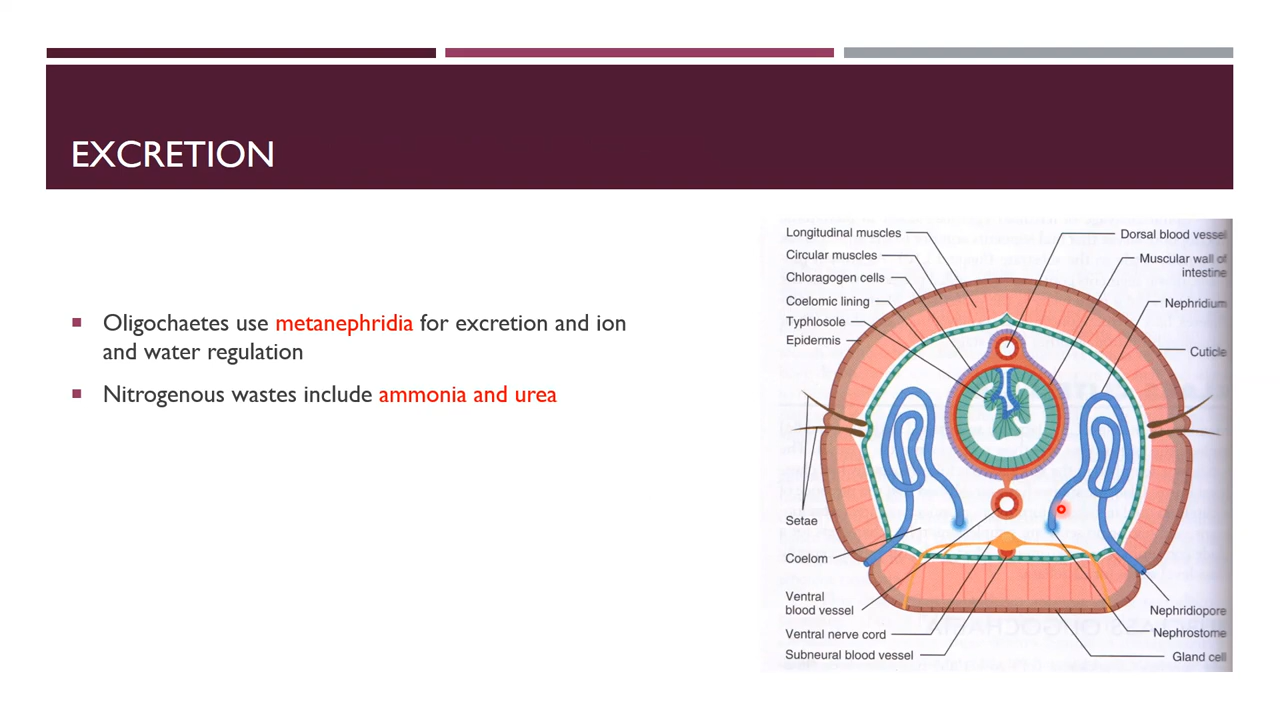 EXCRETION
Oligochaetes use metanephridia for excretion and ion
and water regulation
Nitrogenous wastes include ammonia and urea
Longitudinal muscles
Circular muscles
Chloragogen cells
Coelomic lining
Typhlosole
Epidermis
Setae
Coelom
Ventral
blood vessel
Ventral nerve cord
Subneural blood vessel
Dorsal blood vessel
Muscular wall of
intestine
Nephridium
Cuticle
Nephridiopore
Nephrostome
Gland cell